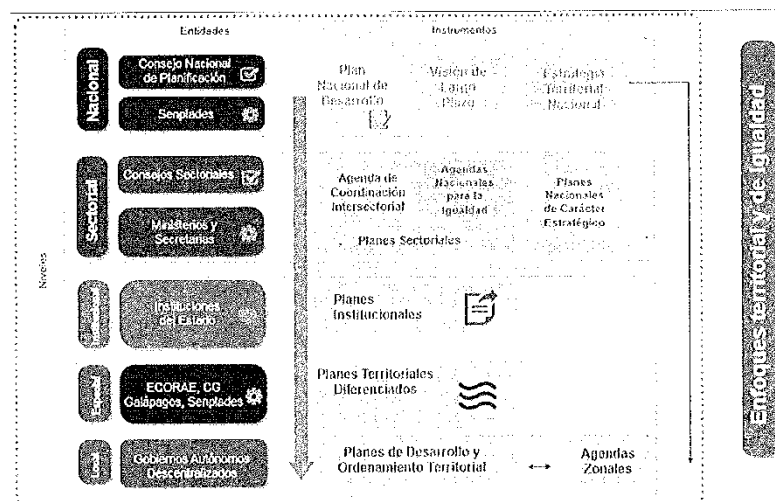 Entidades
Instrumentos
Niveles
Nacional
Consejo Nacional
de Planificación
Senplades
Plan
Nacional de
Desarrollo
Visión de
Largo
Plazo
Estrategia
Territorial
Nacional
Sectorial
Consejos Sectoriales
Ministerios y
Secretarías
Agenda de
Coordinación
Intersectorial
Agendas
Nacionales
para la
Igualdad
Planes
Nacionales
de Carácter
Estratégico
Planes Sectoriales
Institucional
Instituciones
del Estado
Planes
Institucionales
Especial
ECORAE, CG
Galápagos, Senplades
Planes Territoriales
Diferenciados
Local
Gobiernos Autónomos
Descentralizados
Planes de Desarrollo y
Ordenamiento Territorial
Agendas
Zonales
Enfoques territorial y de Igualdad